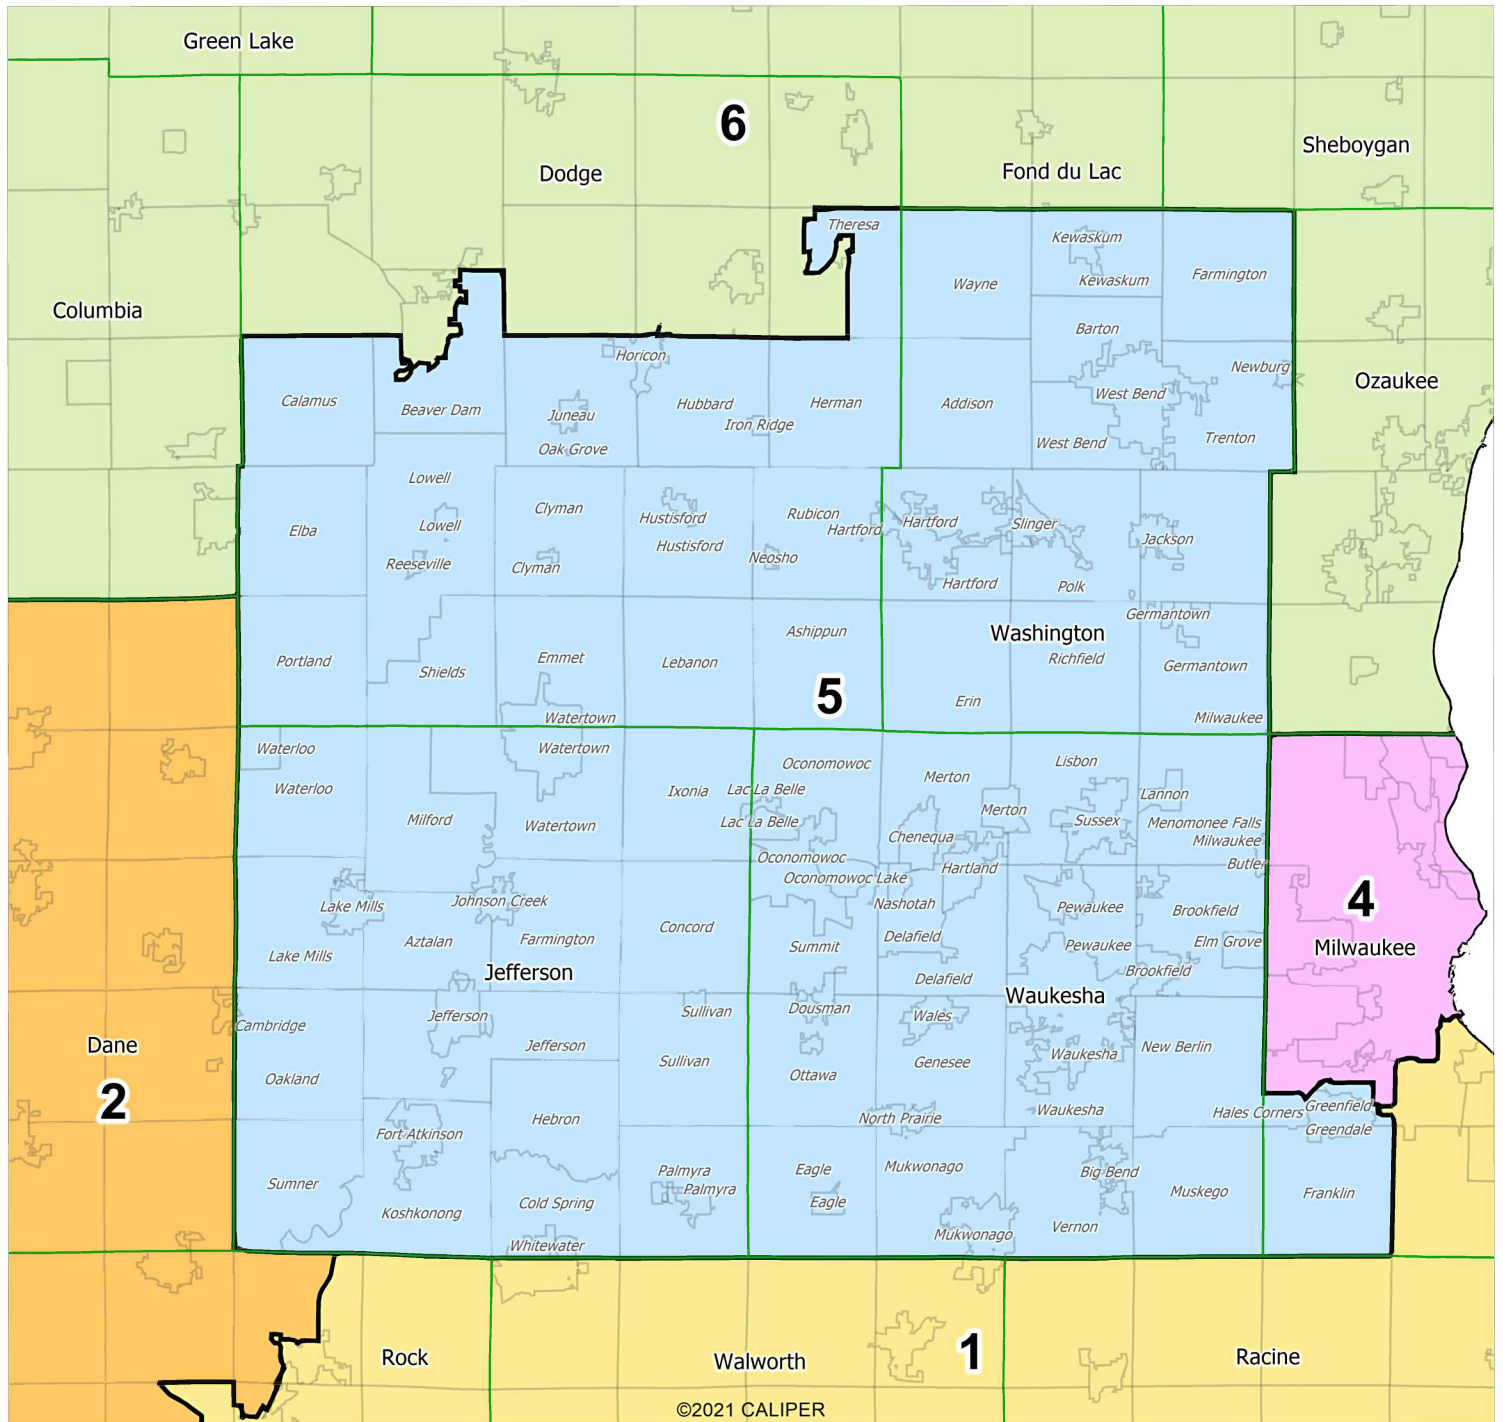 Green Lake
6
Sheboygan
Dodge
Fond du Lac
Theresa
Kewaskum
Wayne
Kewaskum
Farmington
Columbia
Barton
Horicon
Newburg
Ozaukee
Calamus
Beaver Dam
Juneau
Hubbard
Herman
Addison
West Bend
Iron Ridge
Oak Grove
West Bend
Trenton
Lowell
Clyman
Elba
Lowell
Hustisford
Rubicon
Hartford
Hartford
Slinger
Jackson
Hustisford
Neosho
Reeseville
Clyman
Hartford
Polk
Germantown
Ashippun
Washington
Portland
Shields
Emmet
Lebanon
Richfield
Germantown
5
Erin
Watertown
Milwaukee
Waterloo
Watertown
Oconomowoc
Lisbon
Waterloo
Ixonia
Lac La Belle
Merton
Lannon
Milford
Watertown
Lac La Belle
Merton
Chenequa
Sussex
Menomonee Falls
Milwaukee
Oconomowoc
Butler
Oconomowoc Lake
Hartland
4
Lake Mills
Johnson Creek
Nashotah
Pewaukee
Brookfield
Aztalan
Farmington
Concord
Summit
Delafield
Pewaukee
Elm Grove
Milwaukee
Lake Mills
Jefferson
Delafield
Brookfield
Waukesha
Cambridge
Jefferson
Sullivan
Dousman
Wales
Dane
Jefferson
Sullivan
Genesee
Waukesha
New Berlin
Oakland
Ottawa
2
Hebron
North Prairie
Waukesha
Hales Corners
Greenfield
Fort Atkinson
Greendale
Sumner
Palmyra
Eagle
Mukwonago
Big Bend
Palmyra
Muskego
Franklin
Koshkonong
Cold Spring
Eagle
Vernon
Whitewater
Mukwonago
Rock
Walworth
1
Racine
©2021 CALIPER